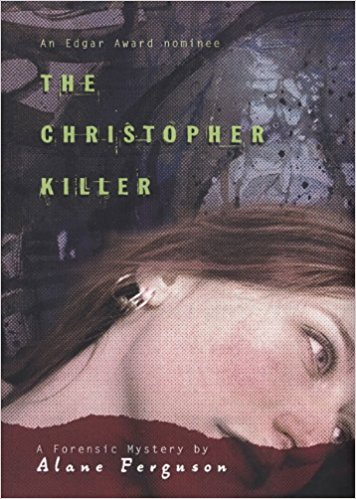 An Edgar Award nominee
THE
CHRISTOPHER
KILLER
A Forensic Mystery by
Alane Ferguson